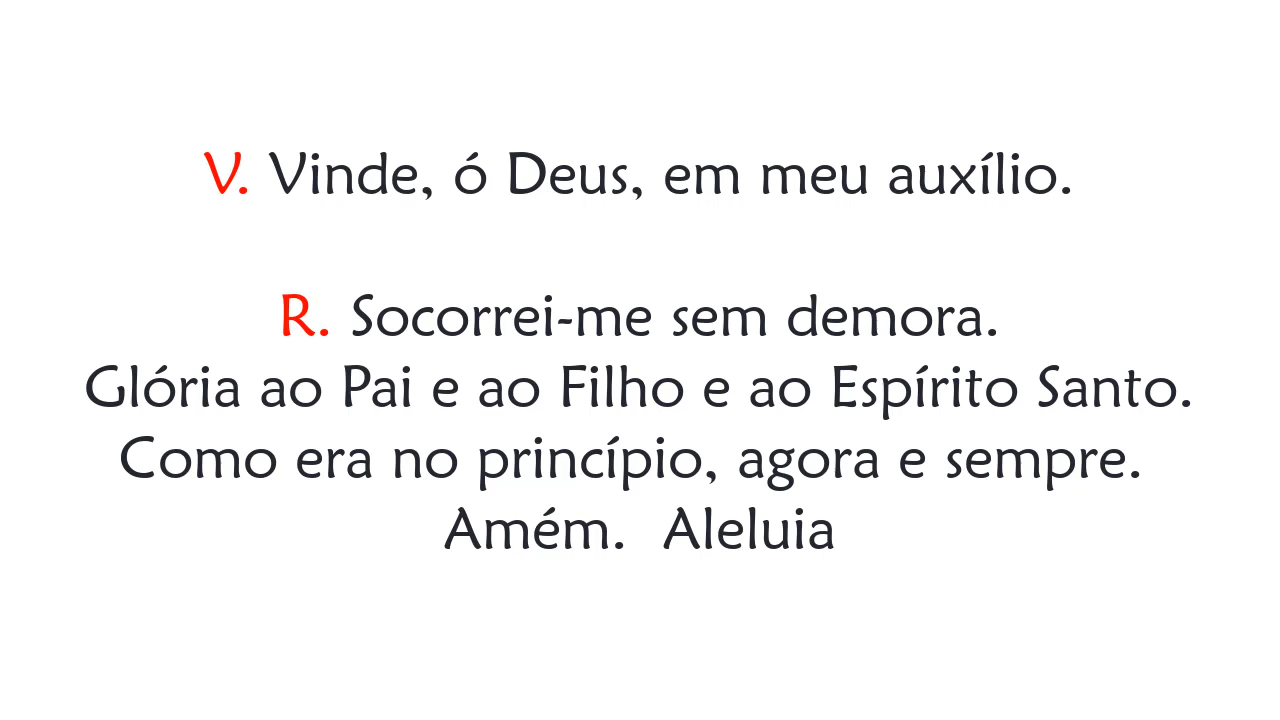 V. Vinde, ó Deus, em meu auxílio.
R. Socorrei-me sem demora.
Glória ao Pai e ao Filho e ao Espírito Santo.
Como era no princípio, agora e sempre.
Amém.  Aleluia